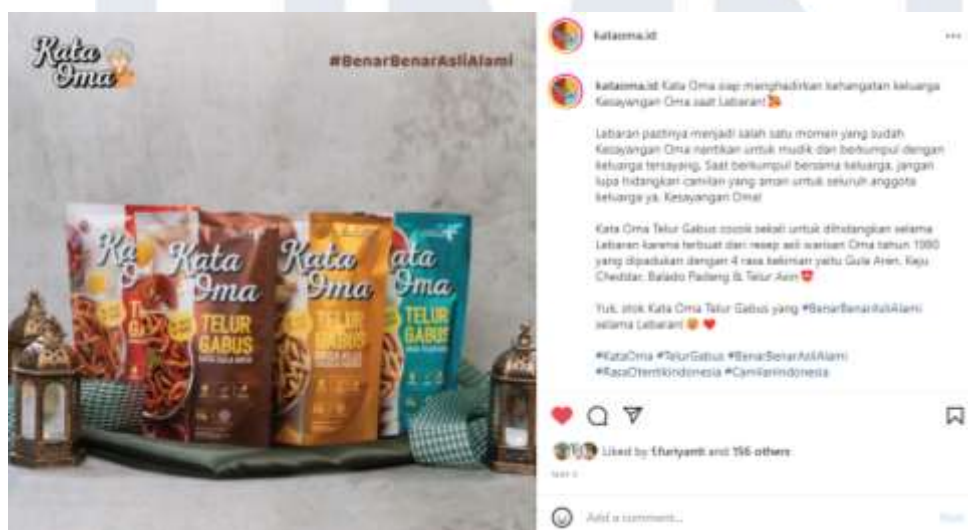 Kata
Oma
#BenarBenarAsliAlami
Kata
Oma
TELUR
GABUS
Kata
Oma
TELUR
GABUS
Kata
Oma
TELUR
GABUS
kataoma.id
kataoma.id Kata Oma siap menghadirkan kehangatan keluarga
Kesayangan Oma saat Lebaran!
Lebaran pastinya menjadi salah satu momen yang sudah
Kesayangan Oma nantikan untuk mudik dan berkumpul dengan
keluarga tersayang. Saat berkumpul bersama keluarga, jangan
lupa hidangkan camilan yang aman untuk seluruh anggota
keluarga ya, Kesayangan Oma!
Kata Oma Telur Gabus cocok sekali untuk dihidangkan selama
Lebaran karena terbuat dari resep asli warisan Oma tahun 1980
yang dipadukan dengan 4 rasa kekinian yaitu Gula Aren, Keju
Cheddar, Balado Padang & Telur Asin
Yuk, stok Kata Oma Telur Gabus yang #BenarBenarAsliAlami
selama Lebaran!
#KataOma #TelurGabus #BenarBenarAsliAlami
#RasaOtentikIndonesia #CamilanIndonesia
Liked by f.furiyanti and 156 others
Add a comment...
Post